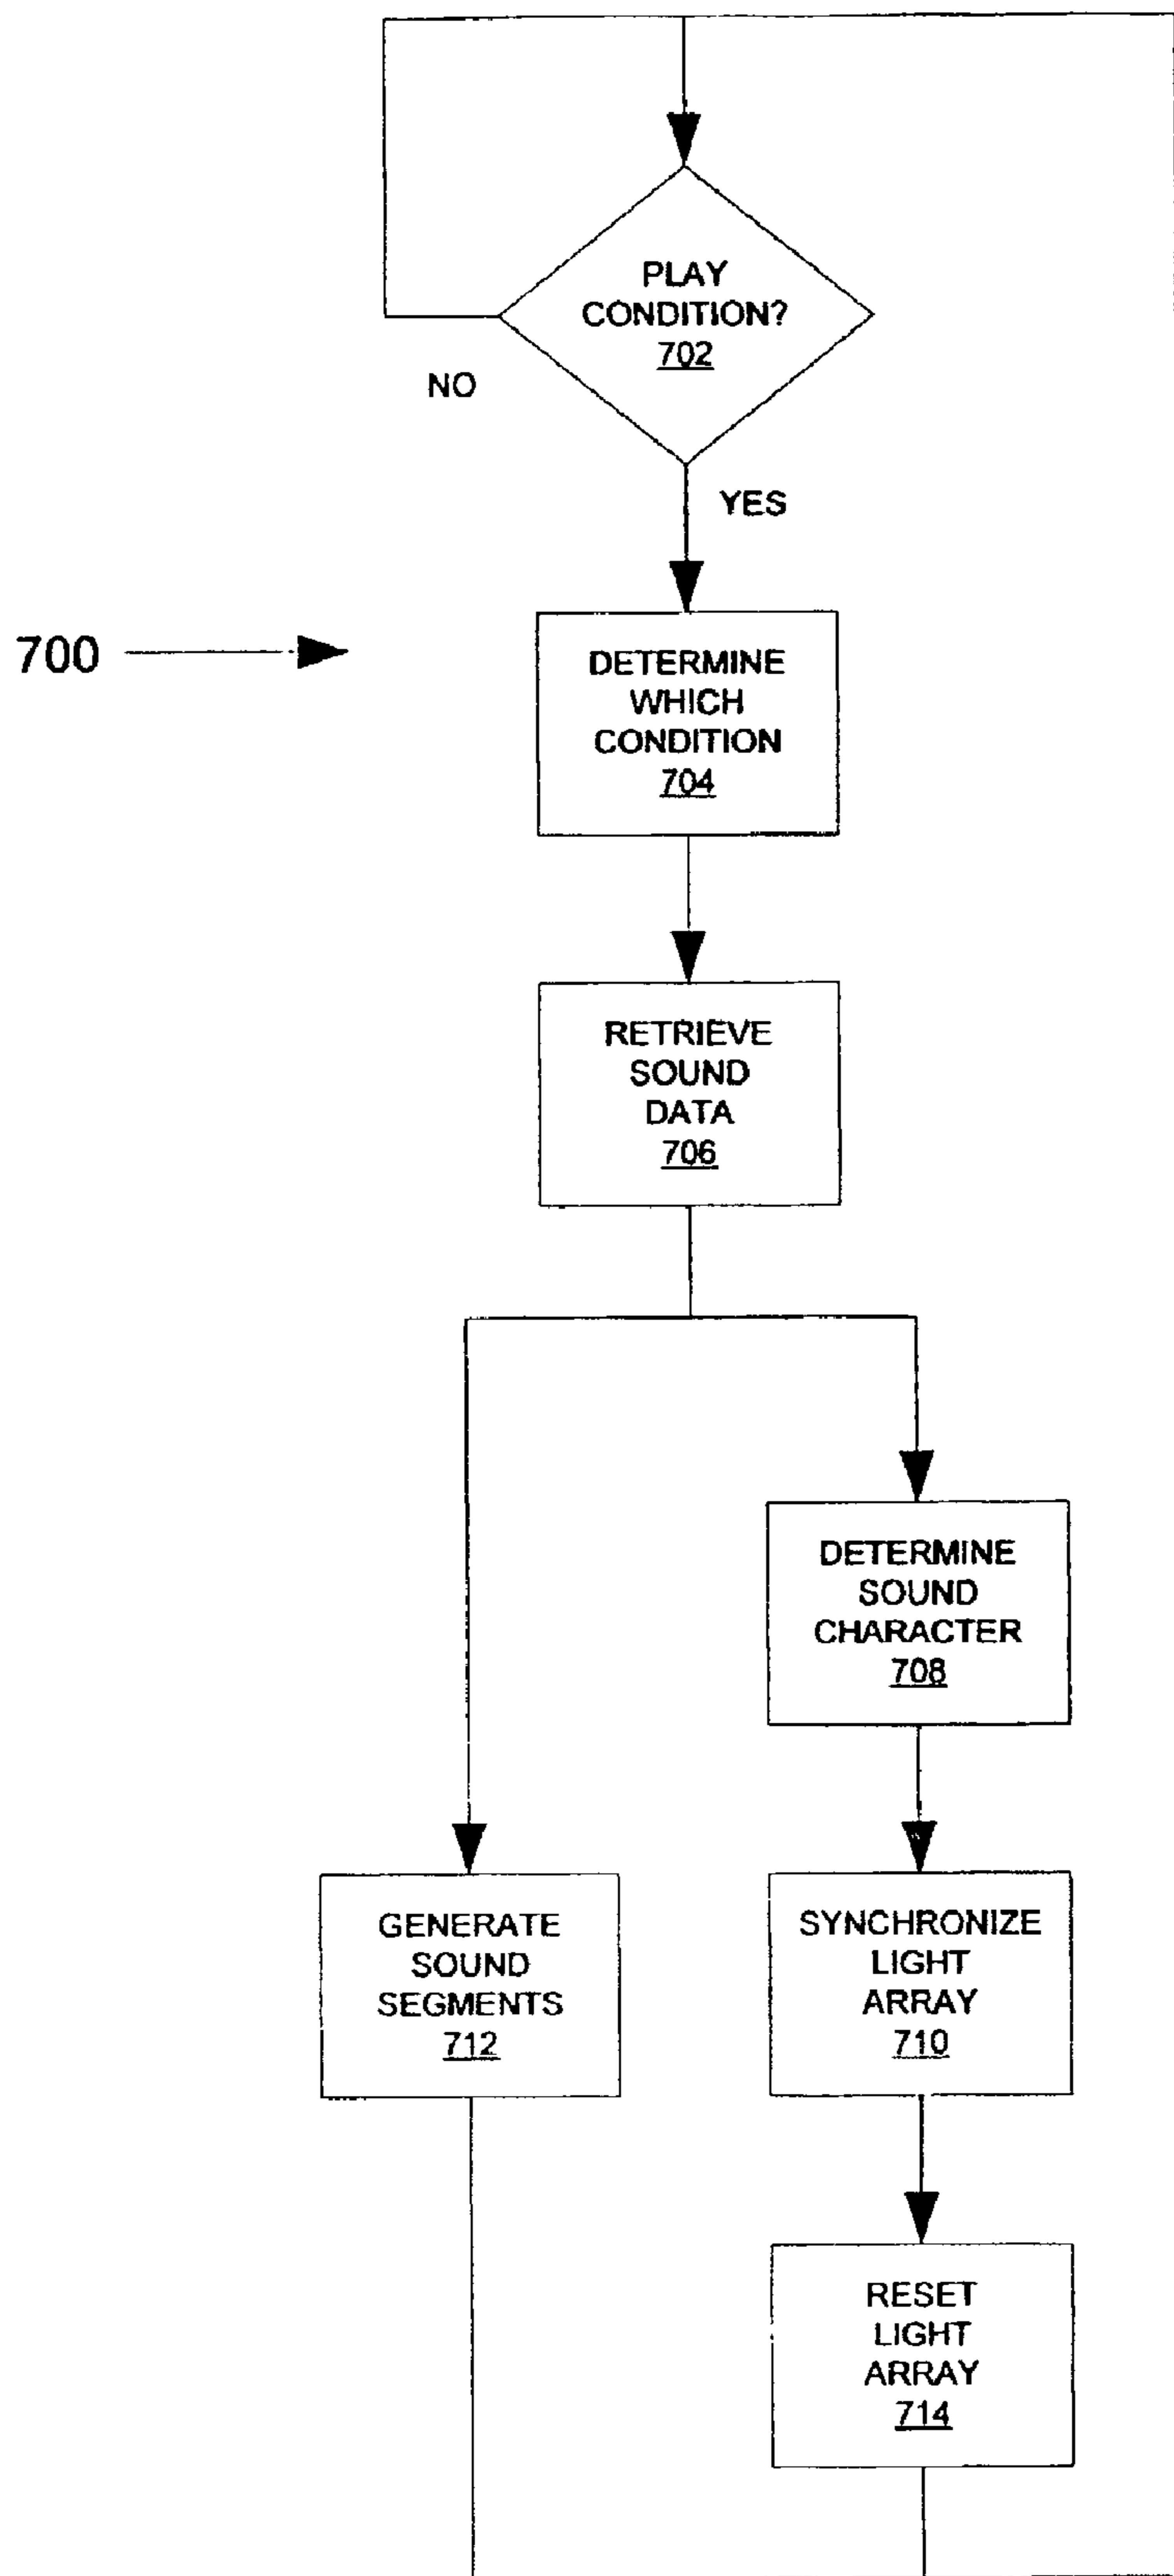 PLAY
CONDITION?
702
NO
YES
700
DETERMINE
WHICH
CONDITION
704
RETRIEVE
SOUND
DATA
706
DETERMINE
SOUND
CHARACTER
708
GENERATE
SOUND
SEGMENTS
712
SYNCHRONIZE
LIGHT
ARRAY
710
RESET
LIGHT
ARRAY
714